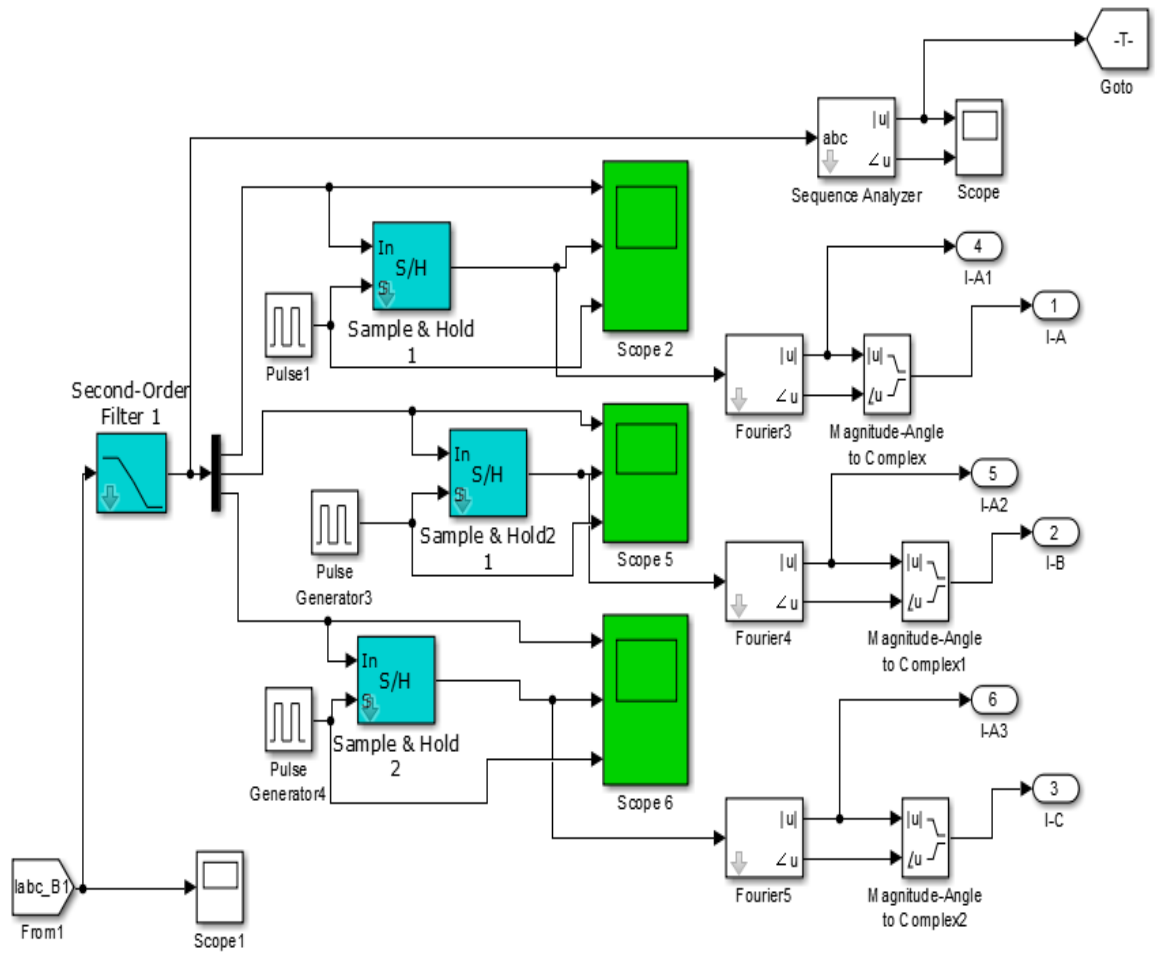 -T-
Goto
abc
|u|
∠u
Sequence Analyzer
Scope
In
S/H
S
Sample & Hold
1
Pulse1
Scope 2
4
I-A1
1
I-A
|u|
∠u
Fourier3
|u|
∠u
Magnitude-Angle
to Complex
Second-Order
Filter 1
In
S/H
S
Sample & Hold2
1
Pulse
Generator3
Scope 5
5
I-A2
2
I-B
|u|
∠u
Fourier4
|u|
∠u
Magnitude-Angle
to Complex1
In
S/H
S
Sample & Hold
2
Pulse
Generator4
Scope 6
6
I-A3
3
I-C
|u|
∠u
Fourier5
|u|
∠u
Magnitude-Angle
to Complex2
Iabc_B1
From1
Scope1